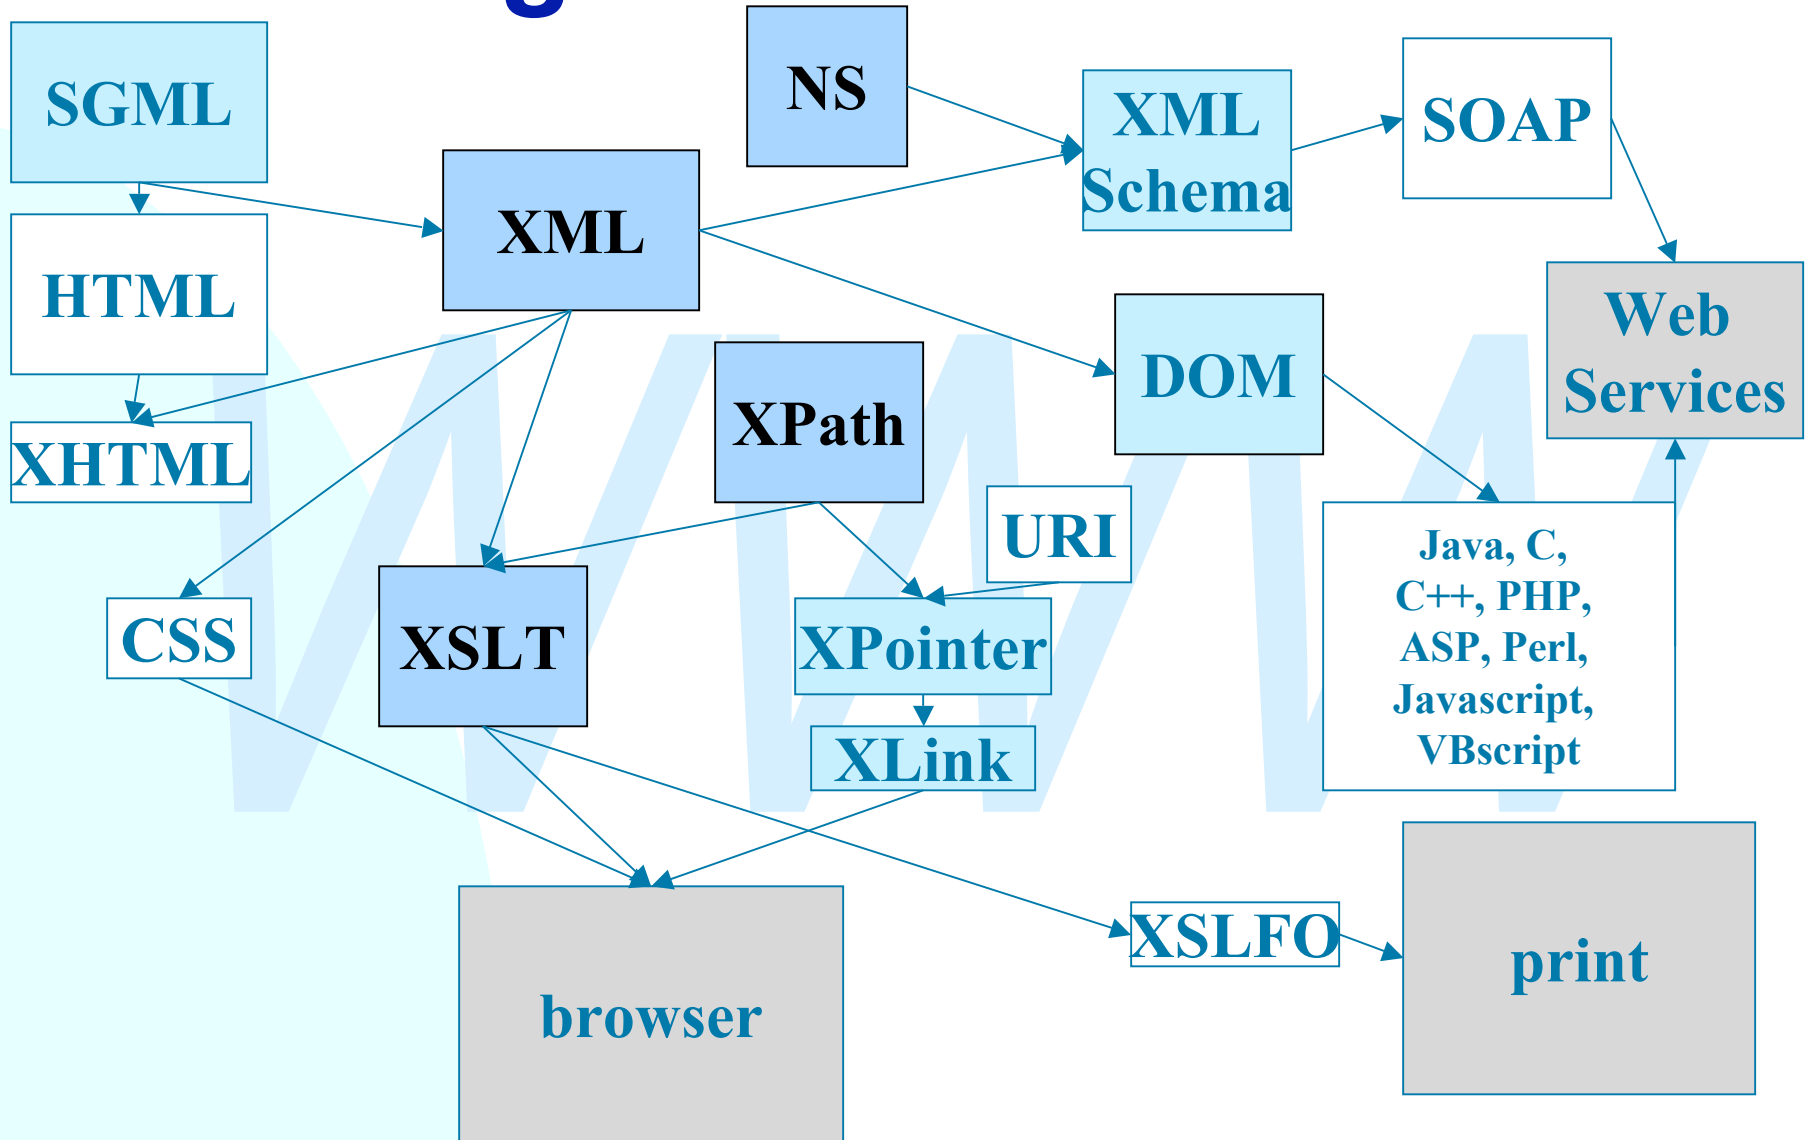 g
NS
SGML
XML
Schema
SOAP
XML
HTML
Web
Services
DOM
XPath
XHTML
URI
Java, C,
C++, PHP,
ASP, Perl,
Javascript,
VBscript
CSS
XSLT
XPointer
XLink
XSLFO
print
browser
WWW